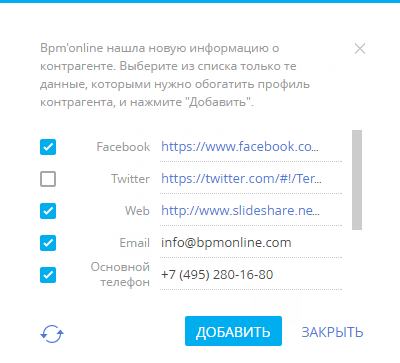 Bpm'online нашла новую информацию о
контрагенте. Выберите из списка только те
данные, которыми нужно обогатить профиль
контрагента, и нажмите "Добавить".
Facebook https://www.facebook.co...
Twitter https://twitter.com/#!/Ter...
Web http://www.slideshare.ne...
Email info@bpmonline.com
Основной
телефон +7 (495) 280-16-80
ДОБАВИТЬ ЗАКРЫТЬ